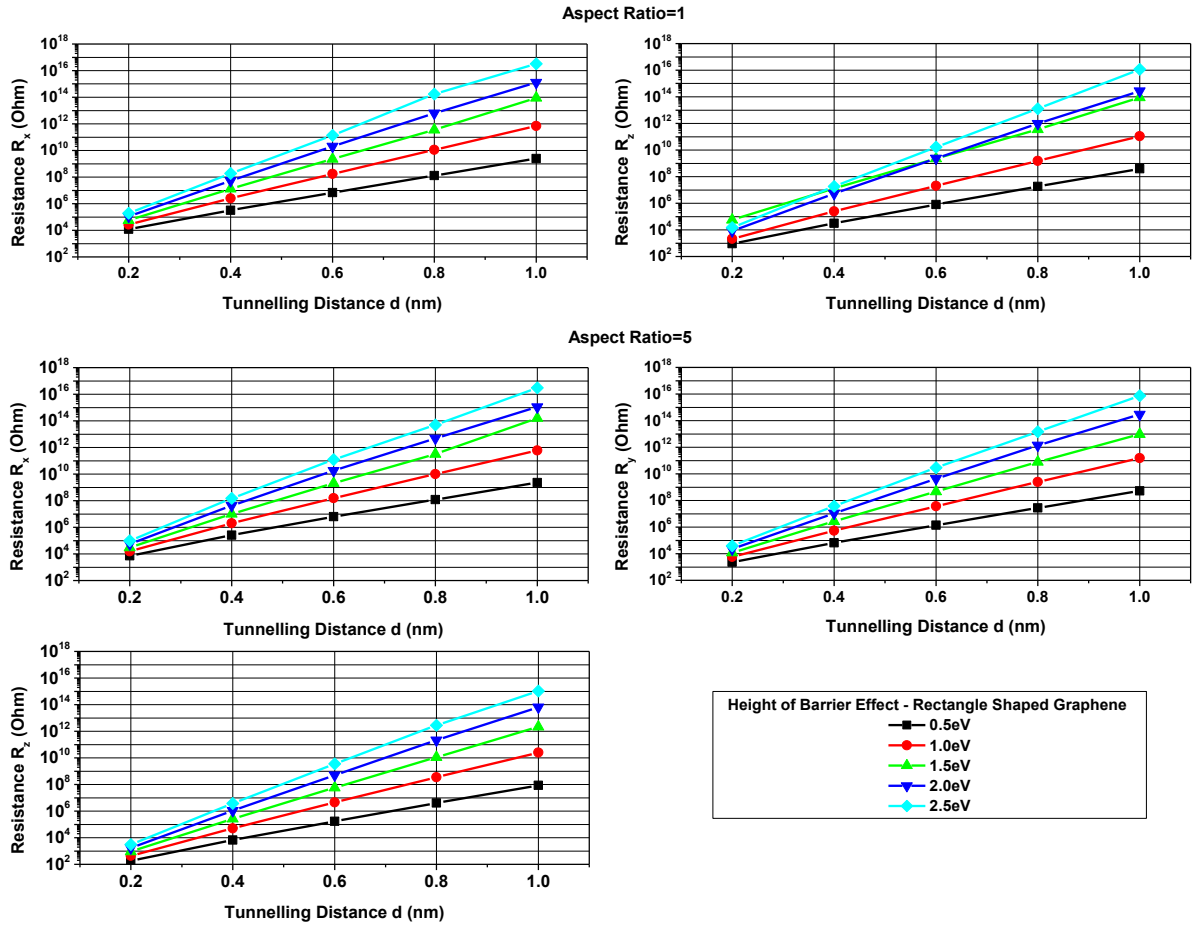 Aspect Ratio=1
10^18
10^16
10^14
10^12
10^10
10^8
10^6
10^4
10^2
Resistance R_x (Ohm)
0.2 0.4 0.6 0.8 1.0
Tunnelling Distance d (nm)
10^18
10^16
10^14
10^12
10^10
10^8
10^6
10^4
10^2
Resistance R_z (Ohm)
0.2 0.4 0.6 0.8 1.0
Tunnelling Distance d (nm)
Aspect Ratio=5
10^18
10^16
10^14
10^12
10^10
10^8
10^6
10^4
10^2
Resistance R_x (Ohm)
0.2 0.4 0.6 0.8 1.0
Tunnelling Distance d (nm)
10^18
10^16
10^14
10^12
10^10
10^8
10^6
10^4
10^2
Resistance R_y (Ohm)
0.2 0.4 0.6 0.8 1.0
Tunnelling Distance d (nm)
10^18
10^16
10^14
10^12
10^10
10^8
10^6
10^4
10^2
Resistance R_z (Ohm)
0.2 0.4 0.6 0.8 1.0
Tunnelling Distance d (nm)
Height of Barrier Effect - Rectangle Shaped Graphene
0.5eV
1.0eV
1.5eV
2.0eV
2.5eV